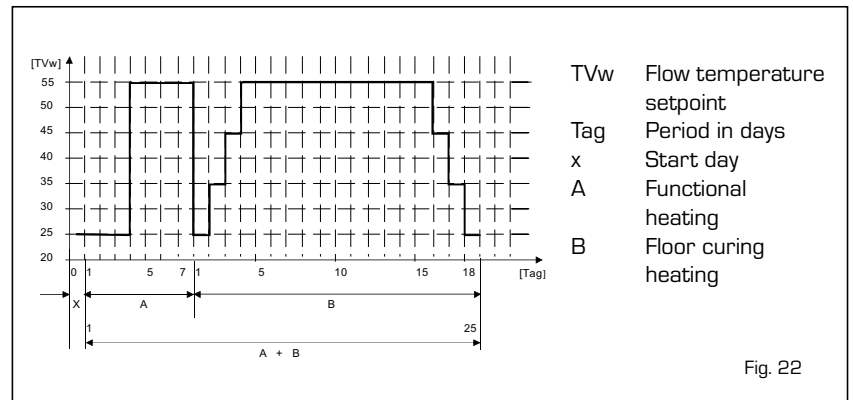 [TVw]
55
50
45
40
35
30
25
20
0 1 5 7 1 5 10 15 18 [Tag]
X A B
1 25
A + B
TVw Flow temperature
setpoint
Tag Period in days
x Start day
A Functional
heating
B Floor curing
heating
Fig. 22